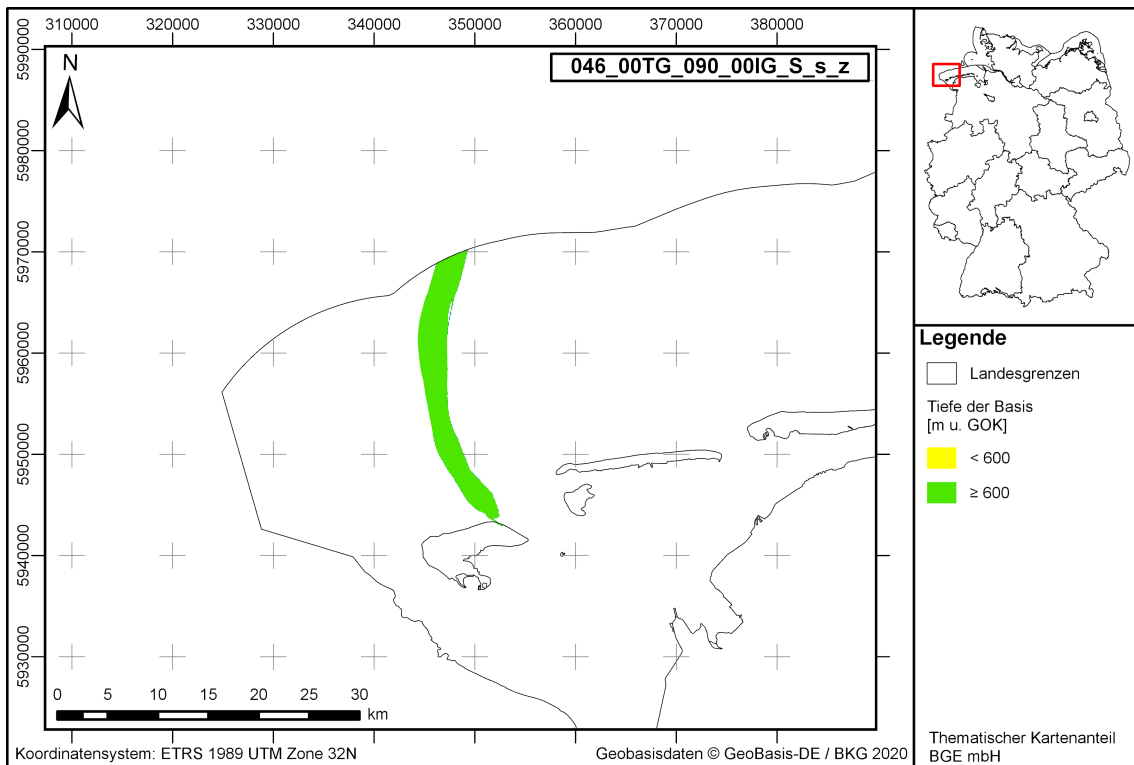 310000 320000 330000 340000 350000 360000 370000 380000
5990000
5980000
5970000
5960000
5950000
5940000
5930000
N
046_00TG_090_00IG_S_s_z
0 5 10 15 20 25 30
km
Koordinatensystem: ETRS 1989 UTM Zone 32N
Geobasisdaten © GeoBasis-DE / BKG 2020
Legende
Landesgrenzen
Tiefe der Basis
[m u. GOK]
< 600
≥ 600
Thematischer Kartenanteil
BGE mbH